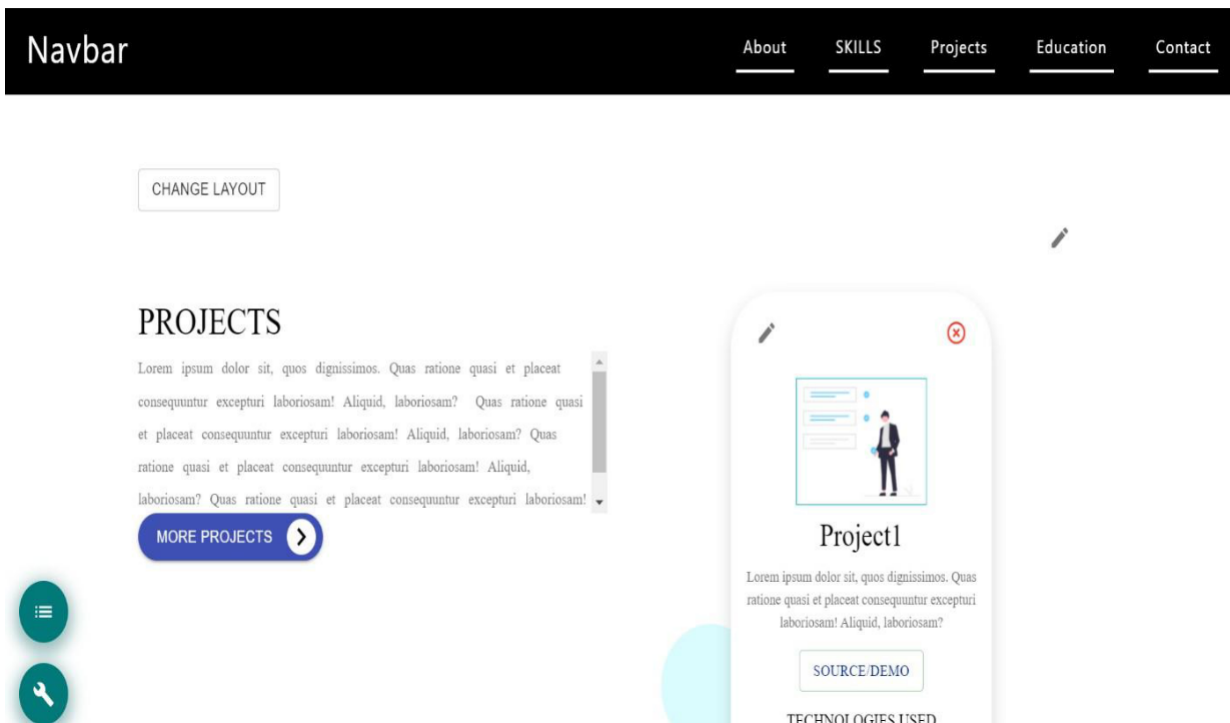 Navbar
About SKILLS Projects Education Contact
CHANGE LAYOUT
PROJECTS
Lorem ipsum dolor sit, quos dignissimos. Quas ratione quasi et placeat
consequuntur excepturi laboriosam! Aliquid, laboriosam? Quas ratione quasi
et placeat consequuntur excepturi laboriosam! Aliquid, laboriosam? Quas
ratione quasi et placeat consequuntur excepturi laboriosam! Aliquid,
laboriosam? Quas ratione quasi et placeat consequuntur excepturi laboriosam!
MORE PROJECTS
Project1
Lorem ipsum dolor sit, quos dignissimos. Quas
ratione quasi et placeat consequuntur excepturi
laboriosam! Aliquid, laboriosam?
SOURCE/DEMO
TECHNOLOGIES USED